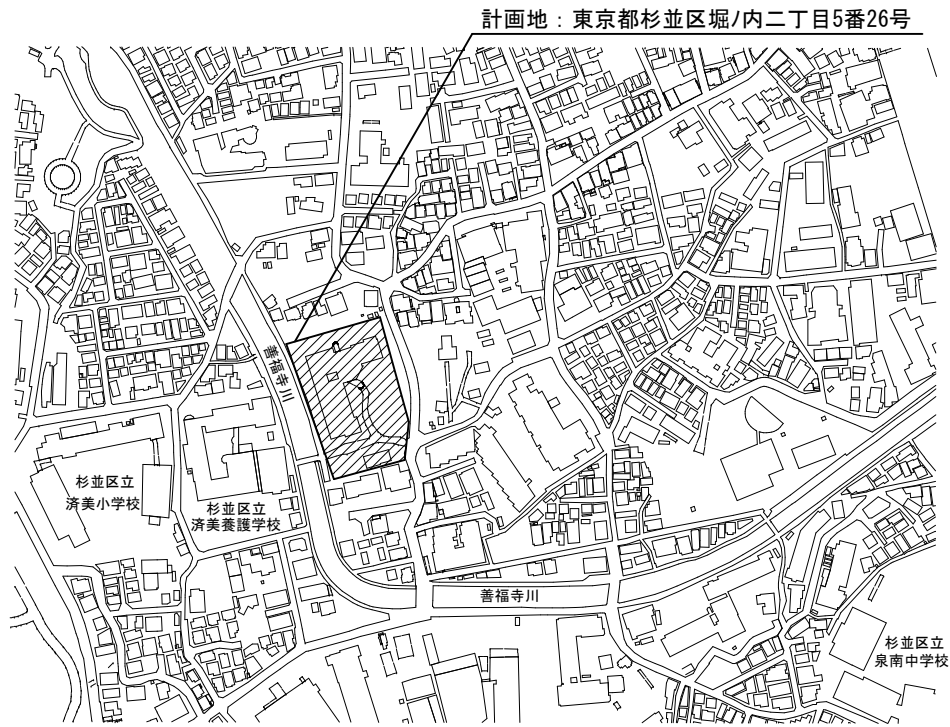 計画地：東京都杉並区堀ノ内二丁目5番26号
善福寺川
杉並区立
済美小学校
杉並区立
済美養護学校
善福寺川
杉並区立
泉南中学校